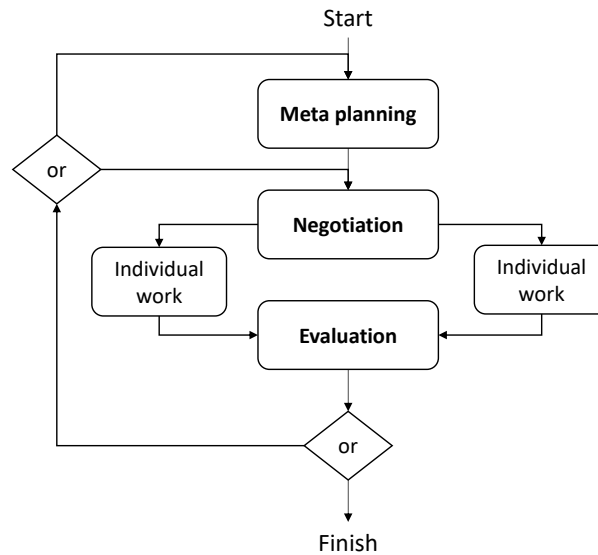 Start
Meta planning
or
Negotiation
Individual
work
Individual
work
Evaluation
or
Finish